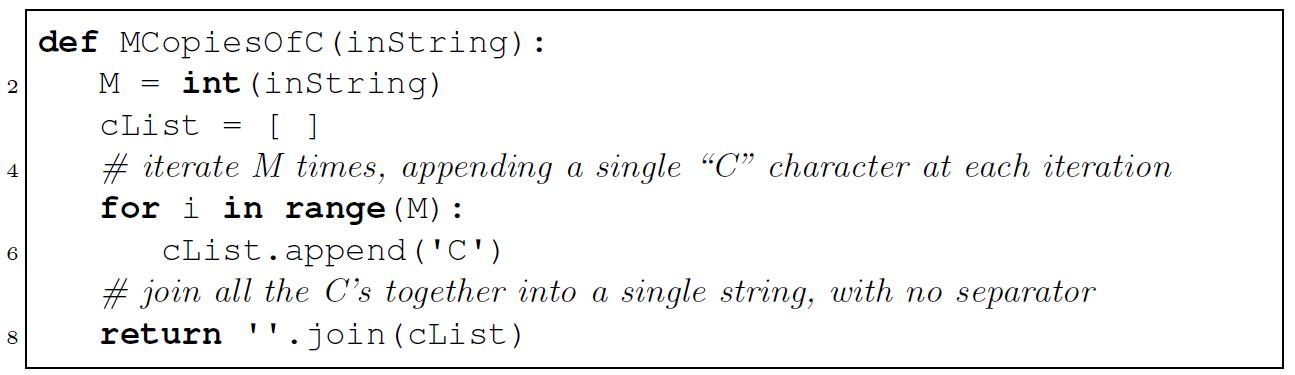 def MCopiesOfC(inString):
2 M = int(inString)
cList = [ ]
4 # iterate M times, appending a single “C” character at each iteration
for i in range(M):
6 cList.append('C')
# join all the C’s together into a single string, with no separator
8 return ''.join(cList)